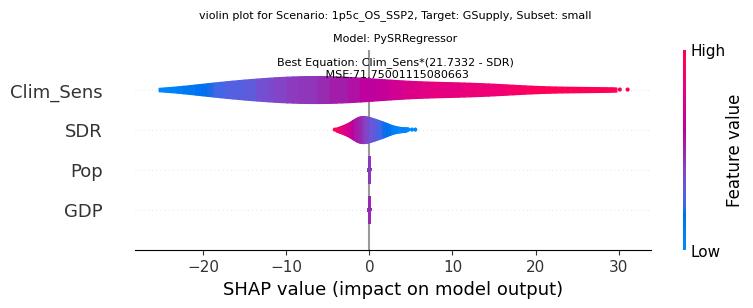 violin plot for Scenario: 1p5c_OS_SSP2, Target: GSupply, Subset: small
Model: PySRRegressor
Best Equation: Clim_Sens*(21.7332 - SDR)
MSE:71.75001115080663
High
Clim_Sens
SDR
Pop
GDP
Feature value
Low
−20
−10
0
10
20
30
SHAP value (impact on model output)